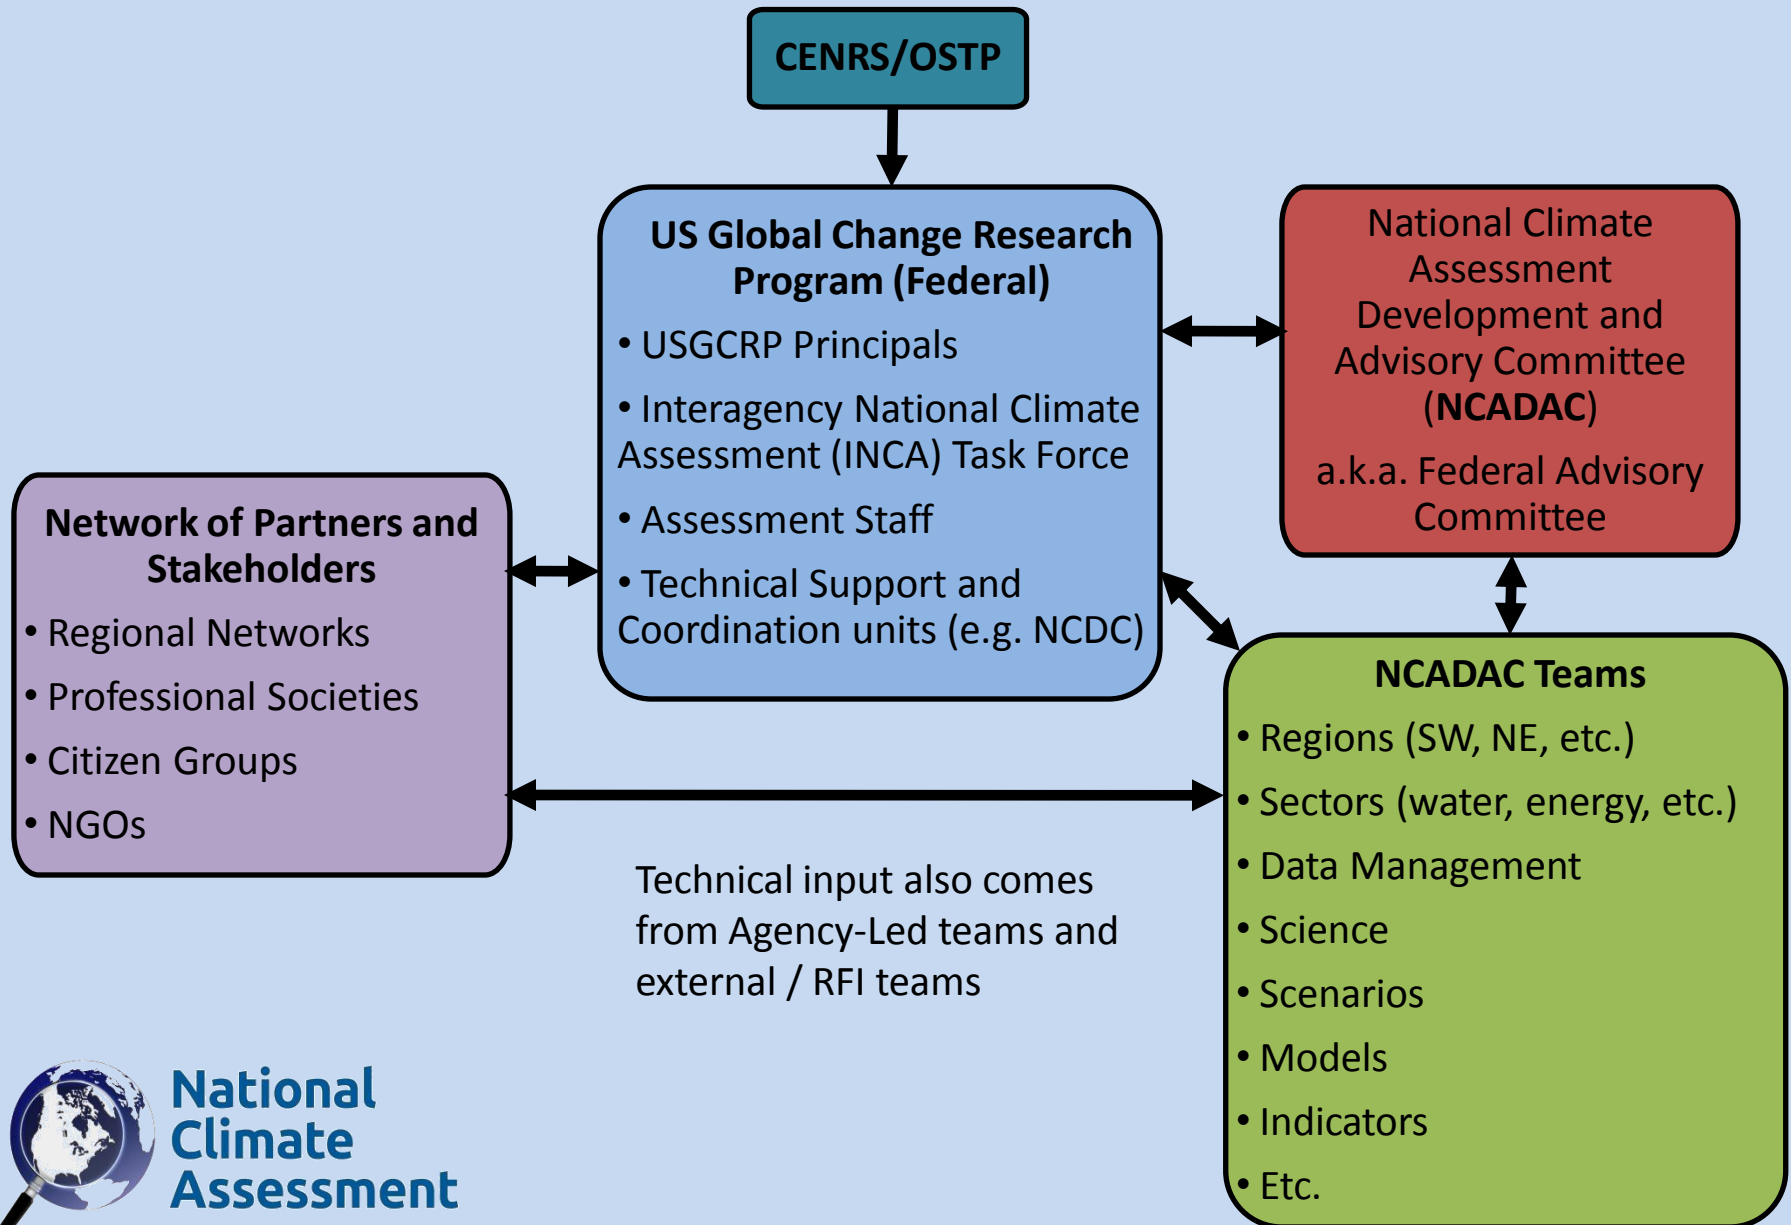 CENRS/OSTP
US Global Change Research
Program (Federal)
• USGCRP Principals
• Interagency National Climate
Assessment (INCA) Task Force
• Assessment Staff
• Technical Support and
Coordination units (e.g. NCDC)
National Climate
Assessment
Development and
Advisory Committee
(NCADAC)
a.k.a. Federal Advisory
Committee
Network of Partners and
Stakeholders
• Regional Networks
• Professional Societies
• Citizen Groups
• NGOs
NCADAC Teams
• Regions (SW, NE, etc.)
• Sectors (water, energy, etc.)
• Data Management
• Science
• Scenarios
• Models
• Indicators
• Etc.
Technical input also comes
from Agency-Led teams and
external / RFI teams
National
Climate
Assessment